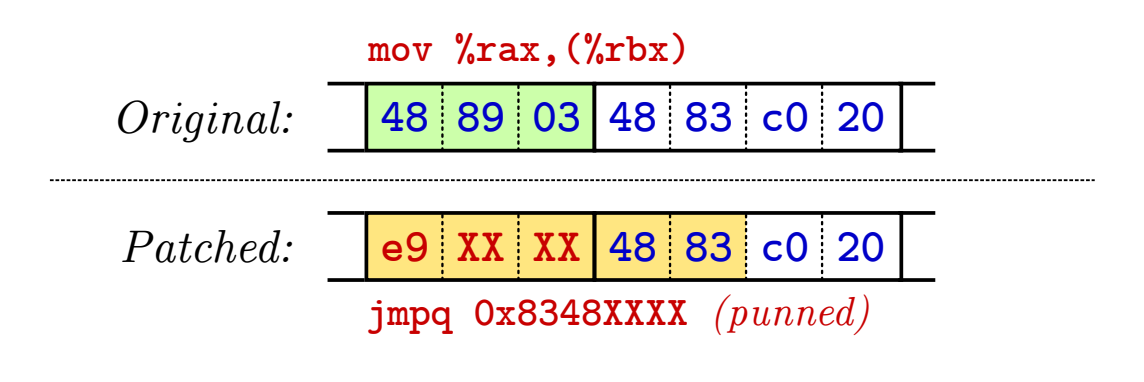 mov %rax,(%rbx)
Original: 48 89 03 48 83 c0 20
Patched: e9 XX XX 48 83 c0 20
jmpq 0x8348XXXX (punned)